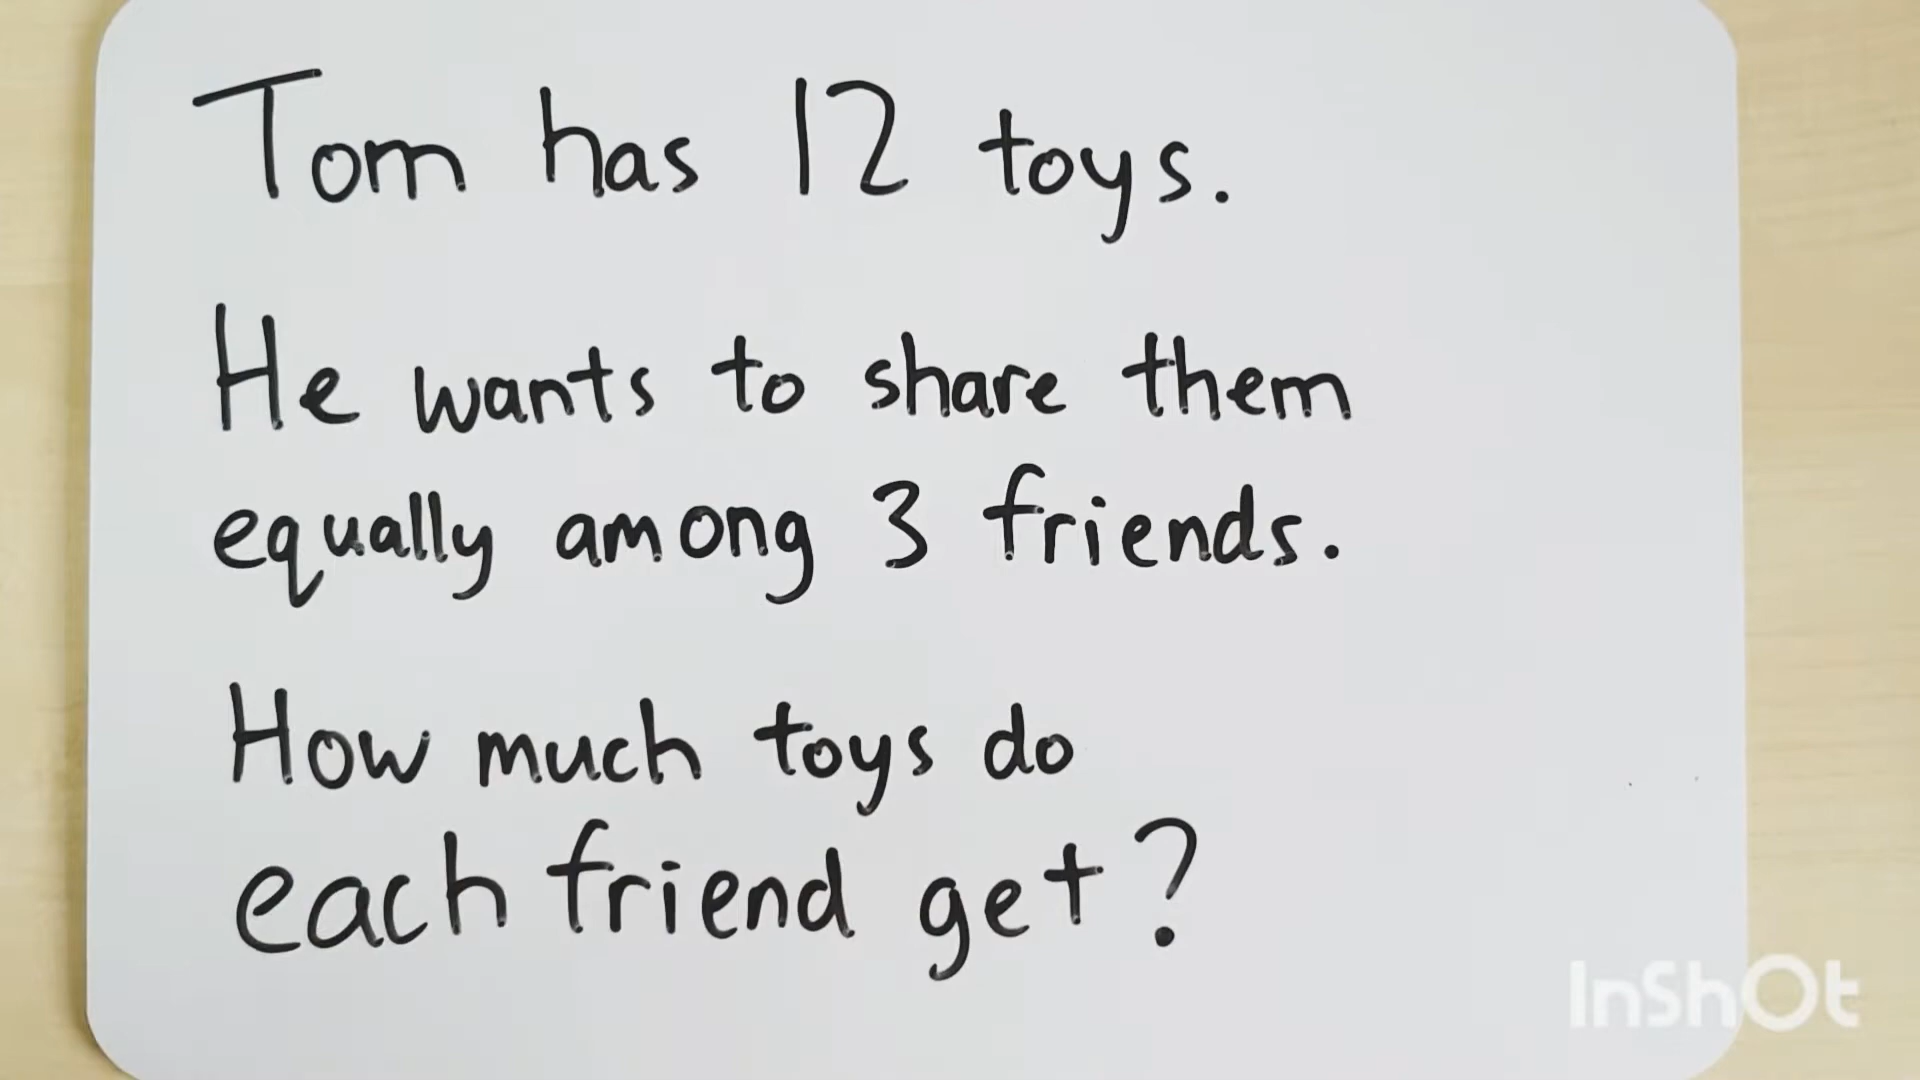 Tom has 12 toys.
He wants to share them
equally among 3 friends.
How much toys do
each friend get?
InShOt